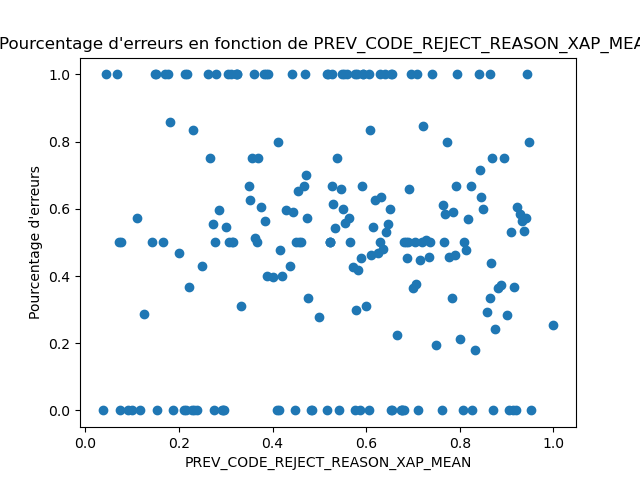 Pourcentage d'erreurs en fonction de PREV_CODE_REJECT_REASON_XAP_MEA
1.0
0.8
0.6
0.4
0.2
0.0
Pourcentage d'erreurs
0.0 0.2 0.4 0.6 0.8 1.0
PREV_CODE_REJECT_REASON_XAP_MEAN